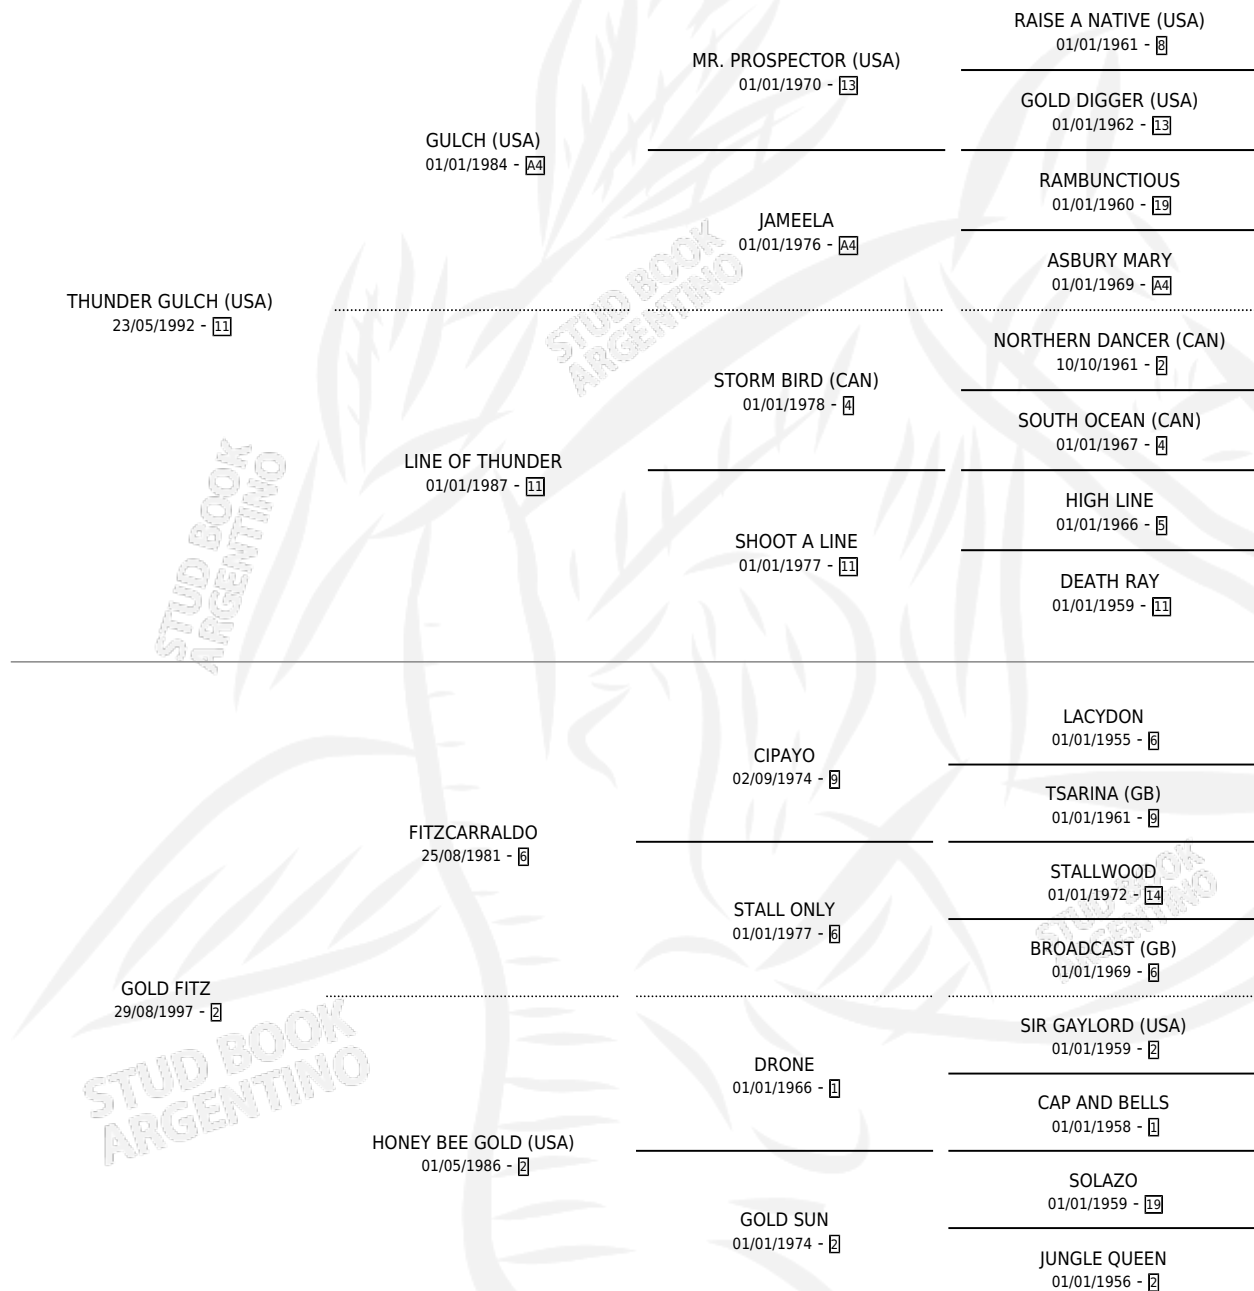 RAISE A NATIVE (USA)
01/01/1961 - 8
MR. PROSPECTOR (USA)
01/01/1970 - 13
GOLD DIGGER (USA)
01/01/1962 - 13
GULCH (USA)
01/01/1984 - A4
RAMBUNCTIOUS
01/01/1960 - 19
JAMEELA
01/01/1976 - A4
ASBURY MARY
01/01/1969 - A4
THUNDER GULCH (USA)
23/05/1992 - 11
NORTHERN DANCER (CAN)
10/10/1961 - 2
STORM BIRD (CAN)
01/01/1978 - 4
SOUTH OCEAN (CAN)
01/01/1967 - 4
LINE OF THUNDER
01/01/1987 - 11
HIGH LINE
01/01/1966 - 5
SHOOT A LINE
01/01/1977 - 11
DEATH RAY
01/01/1959 - 11
LACYDON
01/01/1955 - 6
CIPAYO
02/09/1974 - 9
TSARINA (GB)
01/01/1961 - 9
FITZCARRALDO
25/08/1981 - 6
STALLWOOD
01/01/1972 - 14
STALL ONLY
01/01/1977 - 6
BROADCAST (GB)
01/01/1969 - 6
GOLD FITZ
29/08/1997 - 2
SIR GAYLORD (USA)
01/01/1959 - 2
DRONE
01/01/1966 - 1
CAP AND BELLS
01/01/1958 - 1
HONEY BEE GOLD (USA)
01/05/1986 - 2
SOLAZO
01/01/1959 - 19
GOLD SUN
01/01/1974 - 2
JUNGLE QUEEN
01/01/1956 - 2
STUD BOOK
ARGENTINO
STUD BOOK
ARGENTINO
STUD BOOK
ARGENTINO
STUD BOOK
ARGENTINO